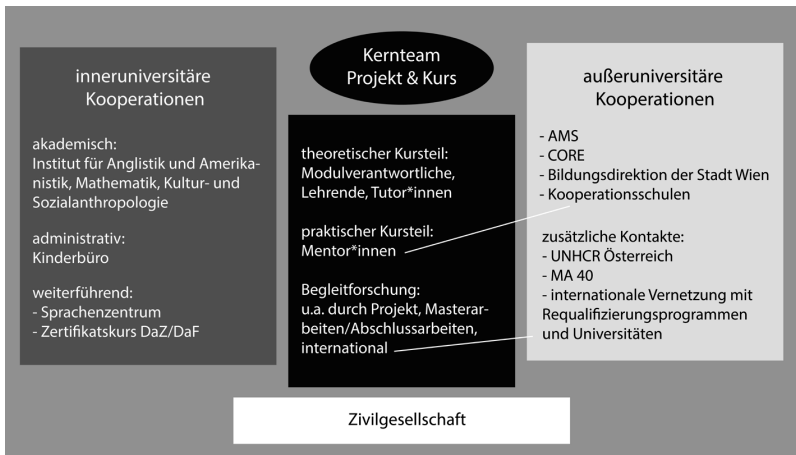 inneruniversitäre
Kooperationen
akademisch:
Institut für Anglistik und Amerika-
nistik, Mathematik, Kultur- und
Sozialanthropologie
administrativ:
Kinderbüro
weiterführend:
- Sprachenzentrum
- Zertifikatskurs DaZ/DaF
Kernteam
Projekt & Kurs
theoretischer Kursteil:
Modulverantwortliche,
Lehrende, Tutor*innen
praktischer Kursteil:
Mentor*innen
Begleitforschung:
u.a. durch Projekt, Masterar-
beiten/Abschlussarbeiten,
international
außeruniversitäre
Kooperationen
- AMS
- CORE
- Bildungsdirektion der Stadt Wien
- Kooperationsschulen
zusätzliche Kontakte:
- UNHCR Österreich
- MA 40
- internationale Vernetzung mit
Requalifizierungsprogrammen
und Universitäten
Zivilgesellschaft